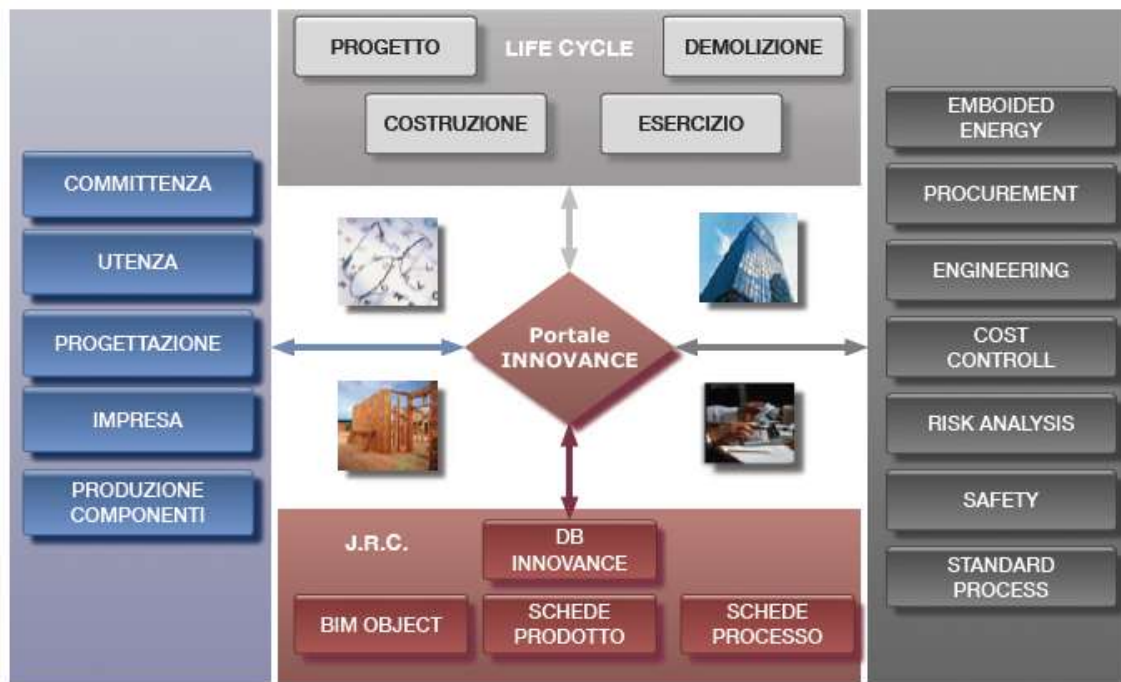 PROGETTO
LIFE CYCLE
DEMOLIZIONE
COSTRUZIONE
ESERCIZIO
COMMITTENZA
UTENZA
PROGETTAZIONE
IMPRESA
PRODUZIONE
COMPONENTI
Portale
INNOVANCE
EMBOIDED
ENERGY
PROCUREMENT
ENGINEERING
COST
CONTROLL
RISK ANALYSIS
SAFETY
STANDARD
PROCESS
J.R.C.
DB
INNOVANCE
BIM OBJECT
SCHEDE
PRODOTTO
SCHEDE
PROCESSO